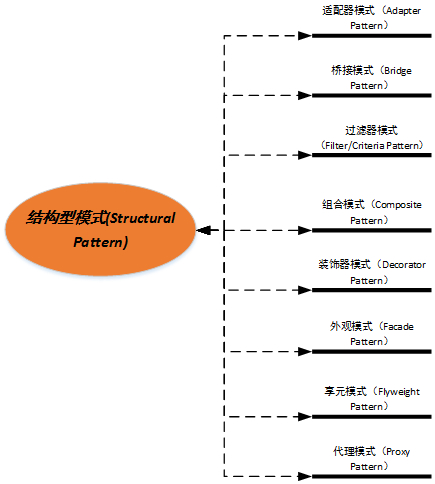 结构型模式(Structural
Pattern)
适配器模式（Adapter
Pattern）
桥接模式（Bridge
Pattern）
过滤器模式
（Filter/Criteria Pattern）
组合模式（Composite
Pattern）
装饰器模式（Decorator
Pattern）
外观模式（Facade
Pattern）
享元模式（Flyweight
Pattern）
代理模式（Proxy
Pattern）